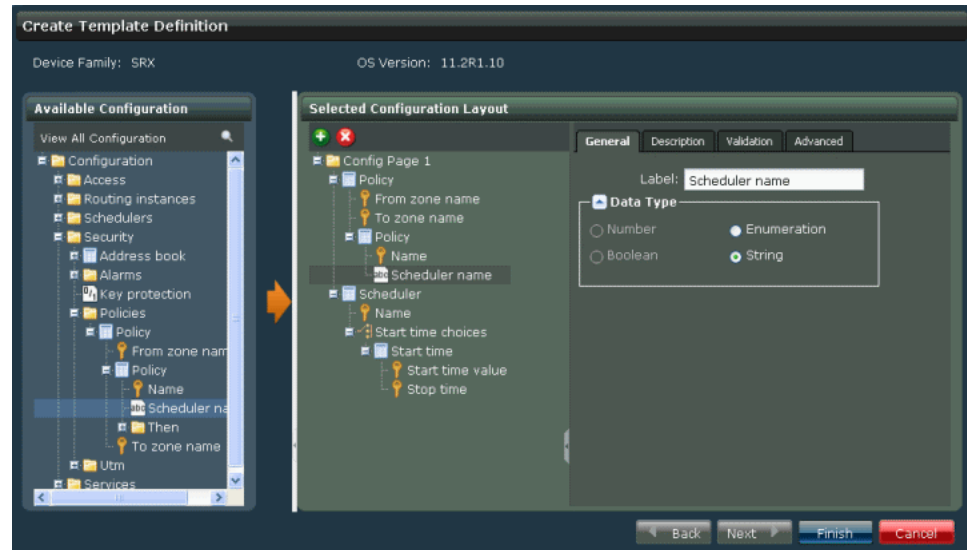 Create Template Definition
Device Family: SRX
OS Version: 11.2R1.10
Available Configuration
View All Configuration
Configuration
Access
Routing instances
Schedulers
Security
Address book
Alarms
Key protection
Policies
Policy
From zone nam
Policy
Name
abc Scheduler na
Then
To zone name
Utm
Services
Selected Configuration Layout
Config Page 1
Policy
From zone name
To zone name
Policy
Name
abc Scheduler name
Scheduler
Name
Start time choices
Start time
Start time value
Stop time
General Description Validation Advanced
Label: Scheduler name
Data Type
Number Enumeration
Boolean String
Back Next Finish Cancel